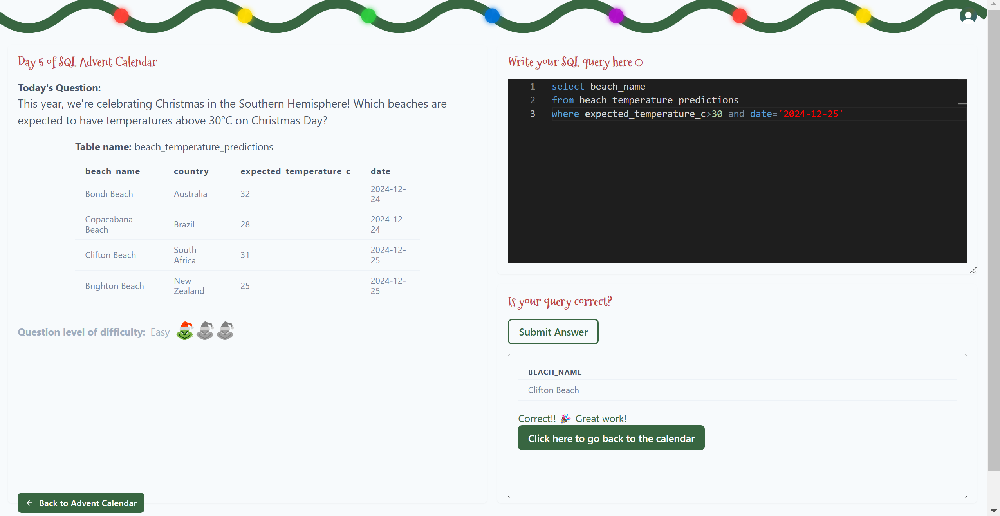 Day 5 of SQL Advent Calendar
Today's Question:
This year, we're celebrating Christmas in the Southern Hemisphere! Which beaches are
expected to have temperatures above 30°C on Christmas Day?
Table name: beach_temperature_predictions
beach_name country expected_temperature_c date
Bondi Beach Australia 32 2024-12-
24
Copacabana
Beach Brazil 28 2024-12-
24
Clifton Beach South
Africa 31 2024-12-
25
Brighton Beach New
Zealand 25 2024-12-
25
Question level of difficulty: Easy
Back to Advent Calendar
Write your SQL query here
1 select beach_name
2 from beach_temperature_predictions
3 where expected_temperature_c>30 and date='2024-12-25'
Is your query correct?
Submit Answer
BEACH_NAME
Clifton Beach
Correct!! 🎉 Great work!
Click here to go back to the calendar